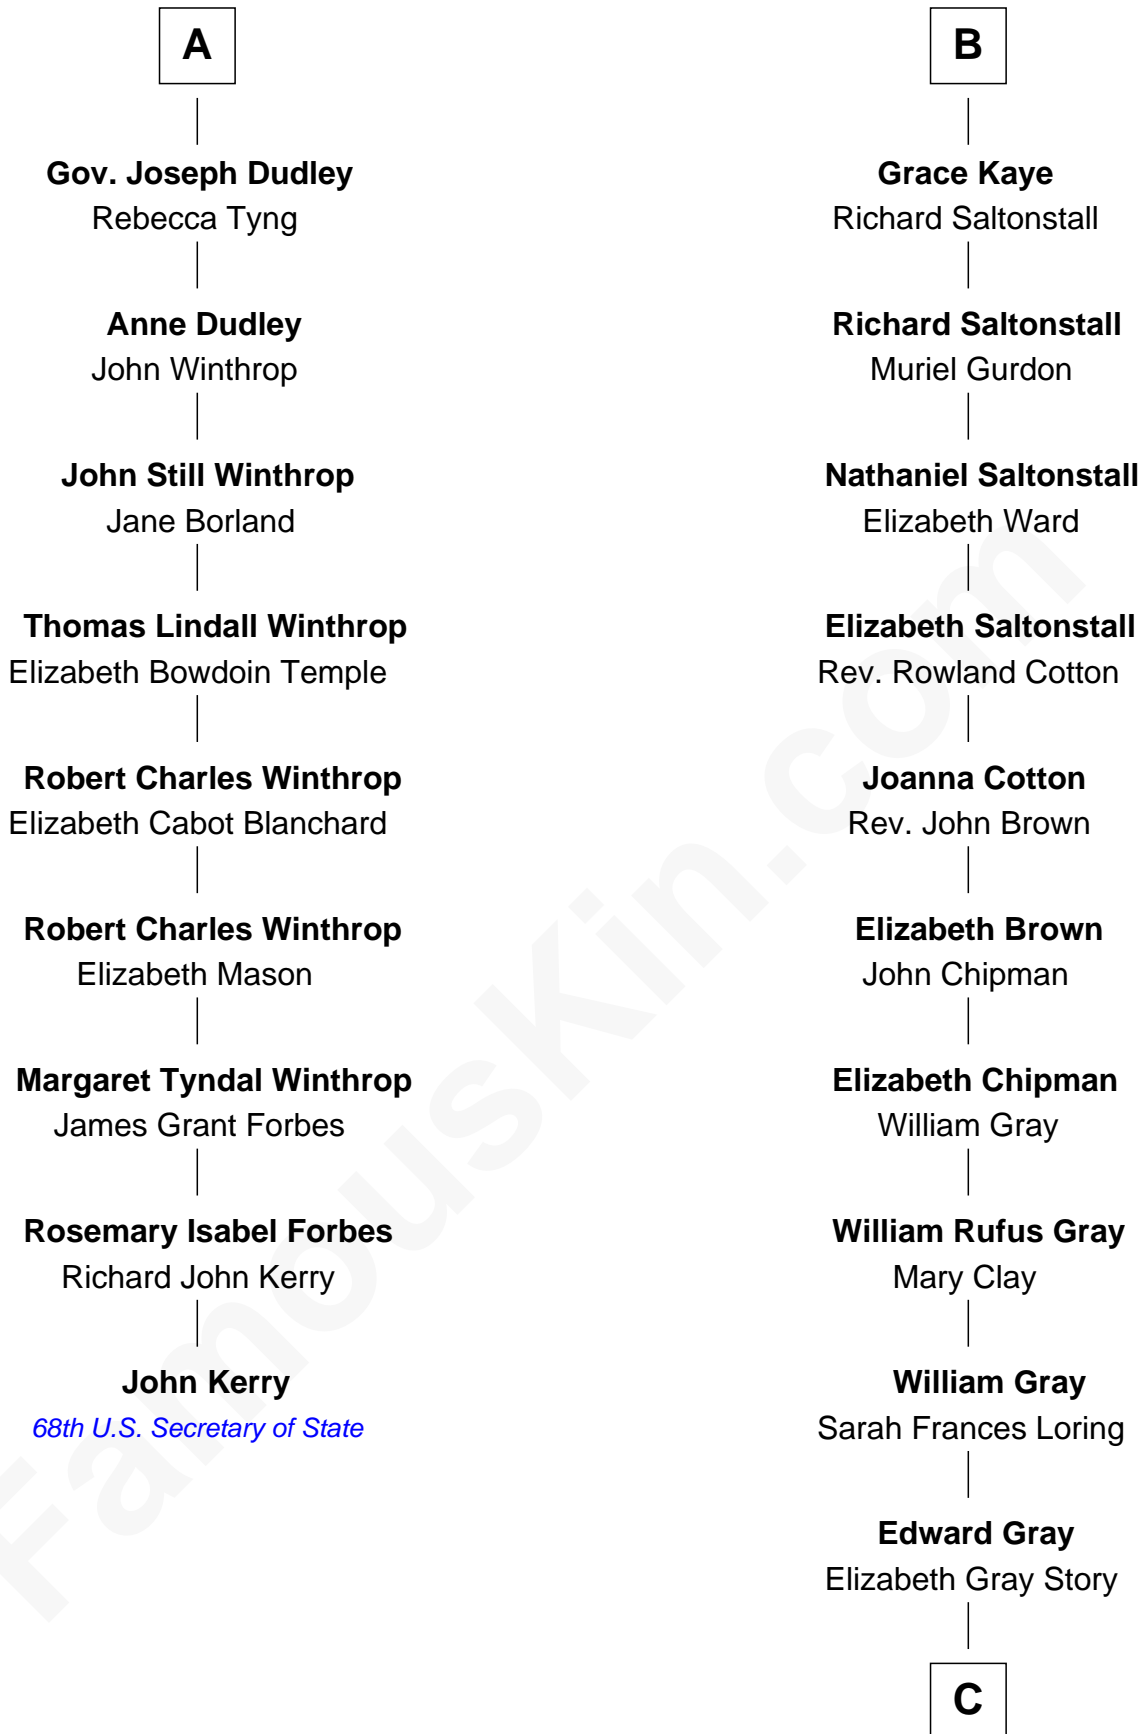 A
Gov. Joseph Dudley
Rebecca Tyng
Anne Dudley
John Winthrop
John Still Winthrop
Jane Borland
Thomas Lindall Winthrop
Elizabeth Bowdoin Temple
Robert Charles Winthrop
Elizabeth Cabot Blanchard
Robert Charles Winthrop
Elizabeth Mason
Margaret Tyndal Winthrop
James Grant Forbes
Rosemary Isabel Forbes
Richard John Kerry
John Kerry
68th U.S. Secretary of State
B
Grace Kaye
Richard Saltonstall
Richard Saltonstall
Muriel Gurdon
Nathaniel Saltonstall
Elizabeth Ward
Elizabeth Saltonstall
Rev. Rowland Cotton
Joanna Cotton
Rev. John Brown
Elizabeth Brown
John Chipman
Elizabeth Chipman
William Gray
William Rufus Gray
Mary Clay
William Gray
Sarah Frances Loring
Edward Gray
Elizabeth Gray Story
C
FamousKin.com